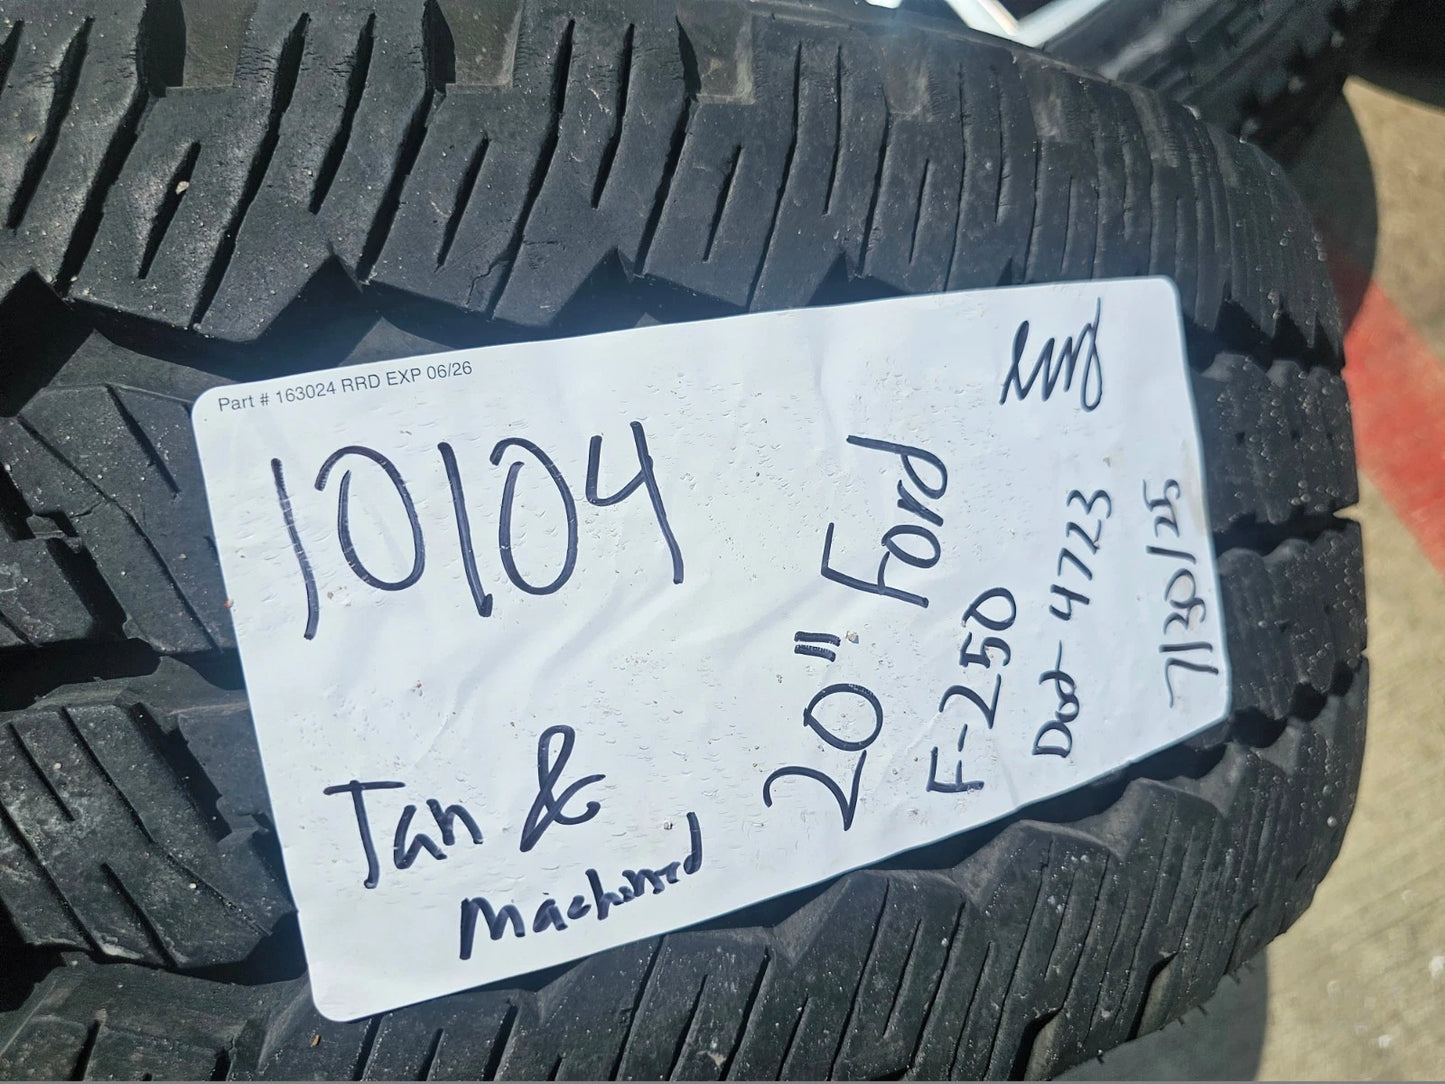 Part # 163024 RRD EXP 06/26
10104
Tan &
Machined
20" Ford
F-250
Dot- 4723
7/30/25